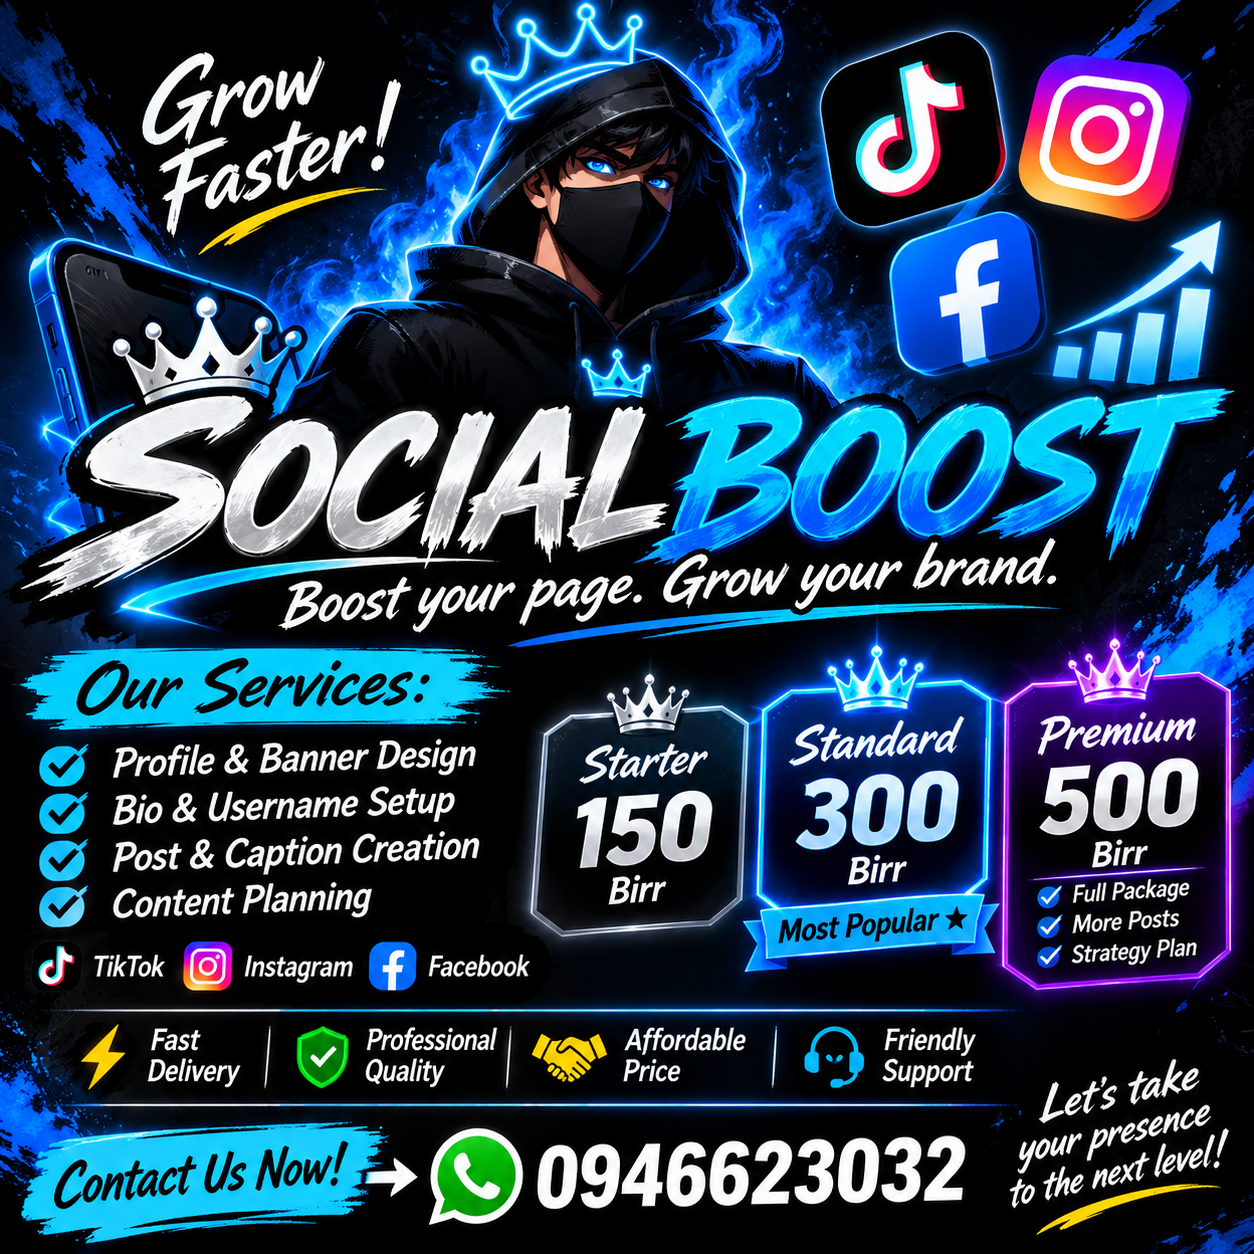 Grow
Faster!
SOCIAL BOOST
Boost your page. Grow your brand.
Our Services:
Profile & Banner Design
Bio & Username Setup
Post & Caption Creation
Content Planning
TikTok Instagram Facebook
Starter
150
Birr
Standard
300
Birr
Most Popular ★
Premium
500
Birr
Full Package
More Posts
Strategy Plan
Fast
Delivery
Professional
Quality
Affordable
Price
Friendly
Support
Contact Us Now!
0946623032
Let's take
your presence
to the next level!